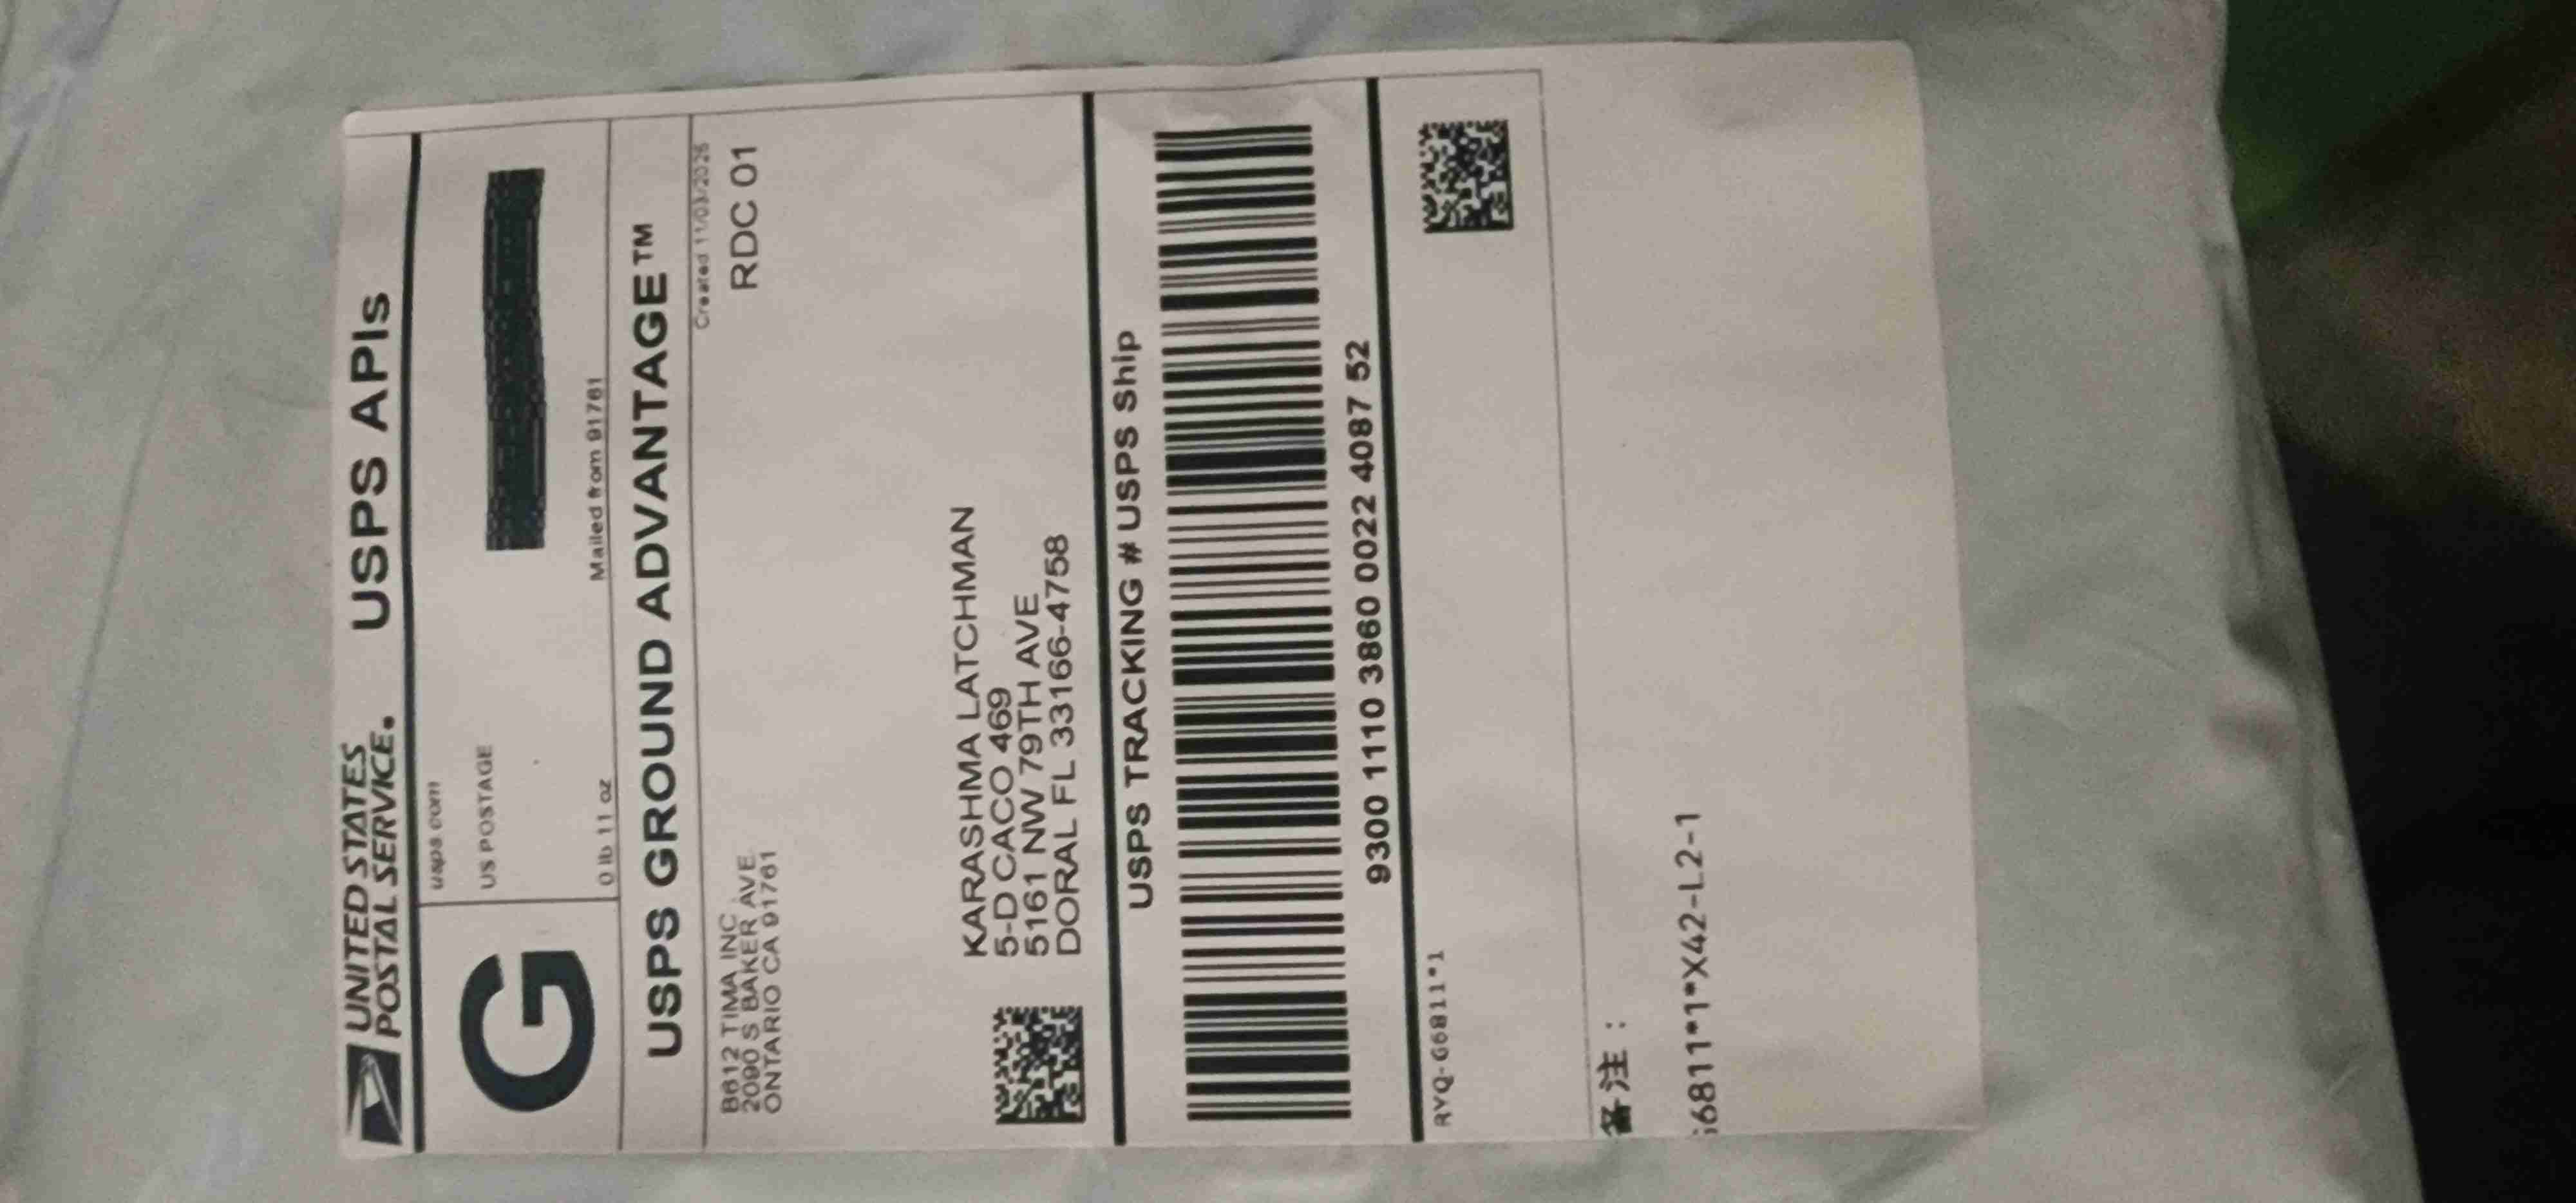 UNITED STATES
POSTAL SERVICE.
USPS APIs
G
usps.com
US POSTAGE
0 lb 11 oz
Mailed from 91761
USPS GROUND ADVANTAGE™
B612 TIMA INC
2090 S BAKER AVE
ONTARIO CA 91761
Created 11/03/2025
RDC 01
KARASHMA LATCHMAN
5-D CACO 469
5161 NW 79TH AVE
DORAL FL 33166-4758
USPS TRACKING # USPS Ship
9300 1110 3860 0022 4087 52
RYQ-G6811*1
备注：
6811*1*X42-L2-1